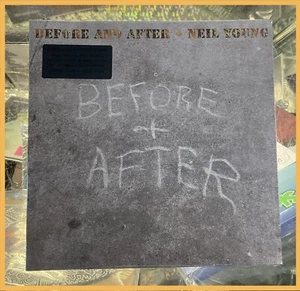 BEFORE AND AFTER + NEIL YOUNG
BEFORE
+
AFTER